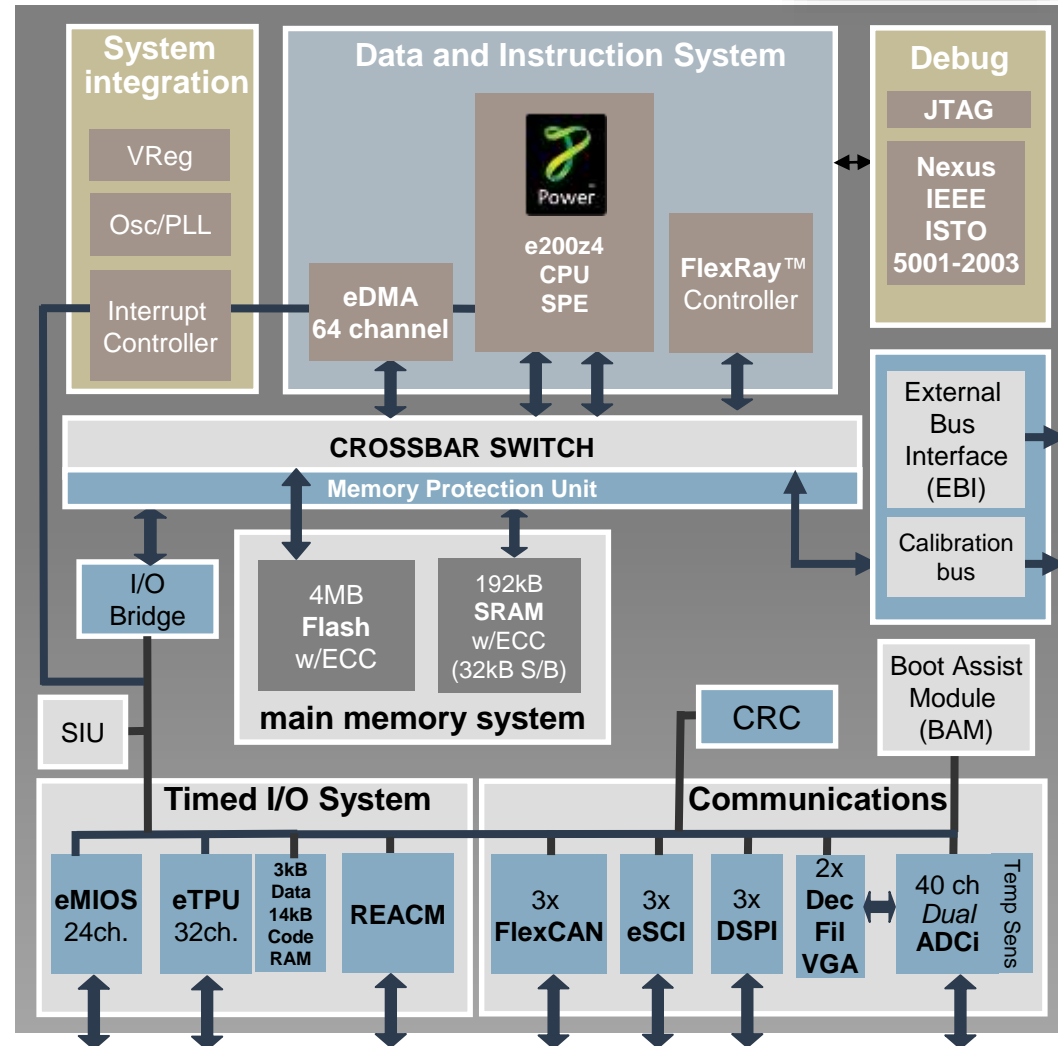 System
integration
VReg
Osc/PLL
Interrupt
Controller
Data and Instruction System
Power™
e200z4
CPU
SPE
eDMA
64 channel
FlexRay™
Controller
Debug
JTAG
Nexus
IEEE
ISTO
5001-2003
CROSSBAR SWITCH
Memory Protection Unit
External
Bus
Interface
(EBI)
Calibration
bus
I/O
Bridge
4MB
Flash
w/ECC
192kB
SRAM
w/ECC
(32kB S/B)
main memory system
SIU
CRC
Boot Assist
Module
(BAM)
Timed I/O System
eMIOS
24ch.
eTPU
32ch.
3kB
Data
14kB
Code
RAM
REACM
Communications
3x
FlexCAN
3x
eSCI
3x
DSPI
2x
Dec
Fil
VGA
40 ch
Dual
ADCi
Temp Sens